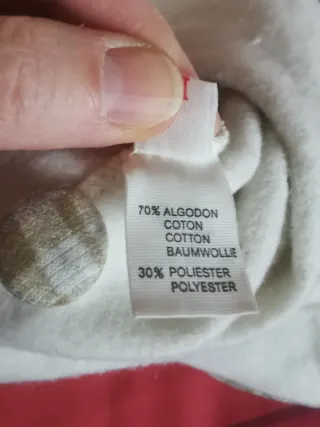 I
70% ALGODON
COTON
COTTON
BAUMWOLLE
30% POLIESTER
POLYESTER